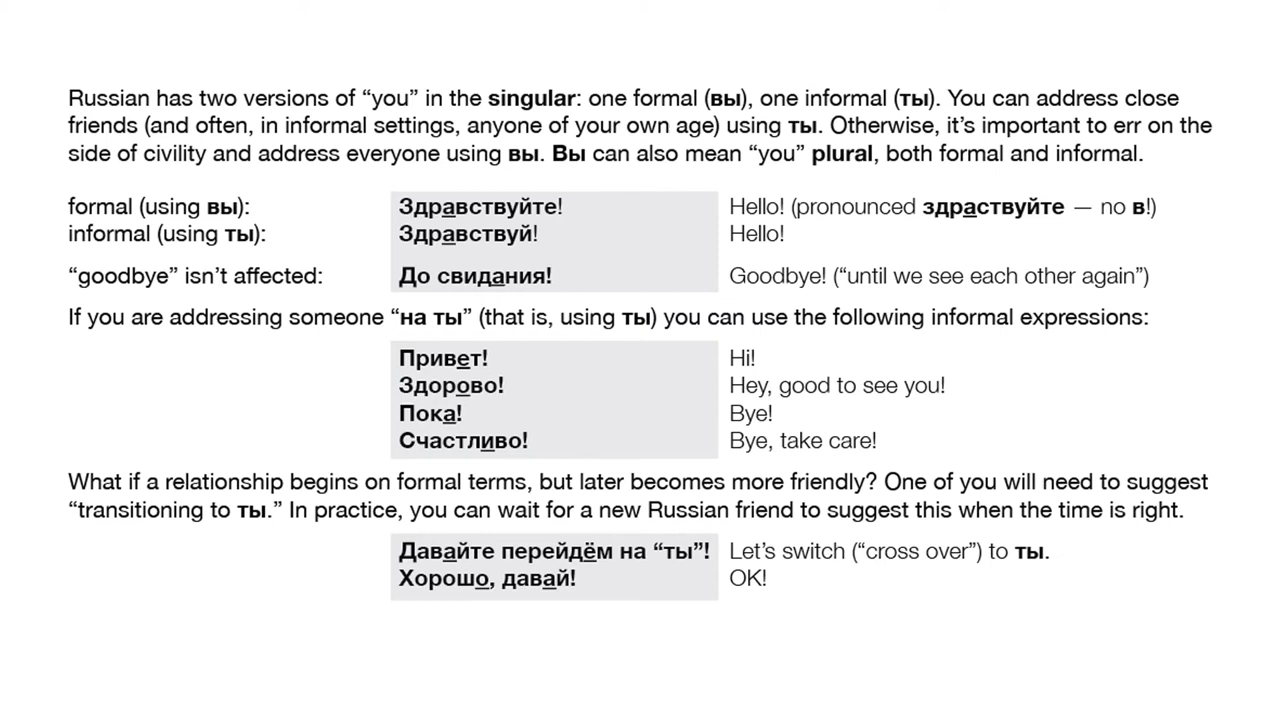 Russian has two versions of “you” in the singular: one formal (вы), one informal (ты). You can address close
friends (and often, in informal settings, anyone of your own age) using ты. Otherwise, it’s important to err on the
side of civility and address everyone using вы. Вы can also mean “you” plural, both formal and informal.
formal (using вы): Здравствуйте! Hello! (pronounced здраствуйте — no в!)
informal (using ты): Здравствуй! Hello!
“goodbye” isn’t affected: До свидания! Goodbye! (“until we see each other again”)
If you are addressing someone “на ты” (that is, using ты) you can use the following informal expressions:
Привет! Hi!
Здорово! Hey, good to see you!
Пока! Bye!
Счастливо! Bye, take care!
What if a relationship begins on formal terms, but later becomes more friendly? One of you will need to suggest
“transitioning to ты.” In practice, you can wait for a new Russian friend to suggest this when the time is right.
Давайте перейдём на “ты”! Let’s switch (“cross over”) to ты.
Хорошо, давай! OK!